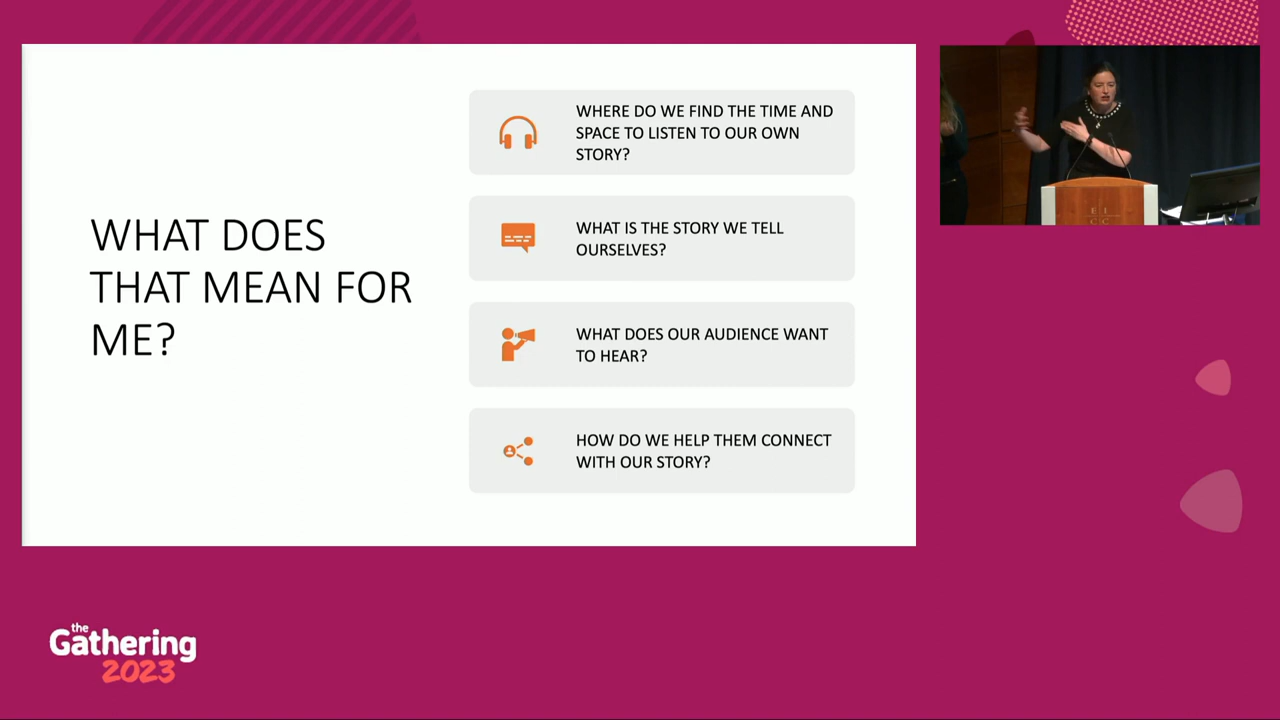 WHAT DOES
THAT MEAN FOR
ME?
WHERE DO WE FIND THE TIME AND
SPACE TO LISTEN TO OUR OWN
STORY?
WHAT IS THE STORY WE TELL
OURSELVES?
WHAT DOES OUR AUDIENCE WANT
TO HEAR?
HOW DO WE HELP THEM CONNECT
WITH OUR STORY?
E I
C C
the
Gathering
2023